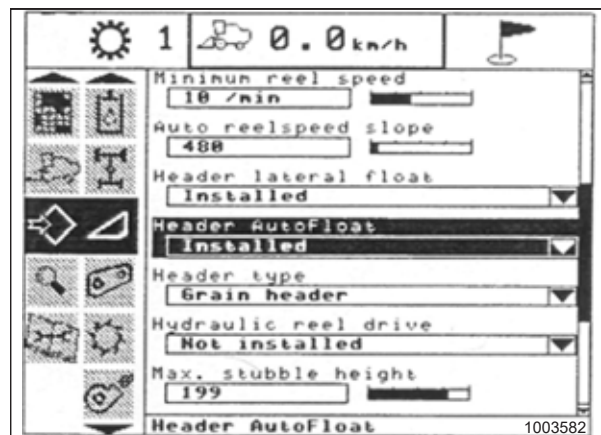 1 0.0km/h
Minimum reel speed
10 /min
Auto reelspeed slope
480
Header lateral float
Installed
Header AutoFloat
Installed
Header type
Grain header
Hydraulic reel drive
Not installed
Max. stubble height
199
Header AutoFloat
1003582